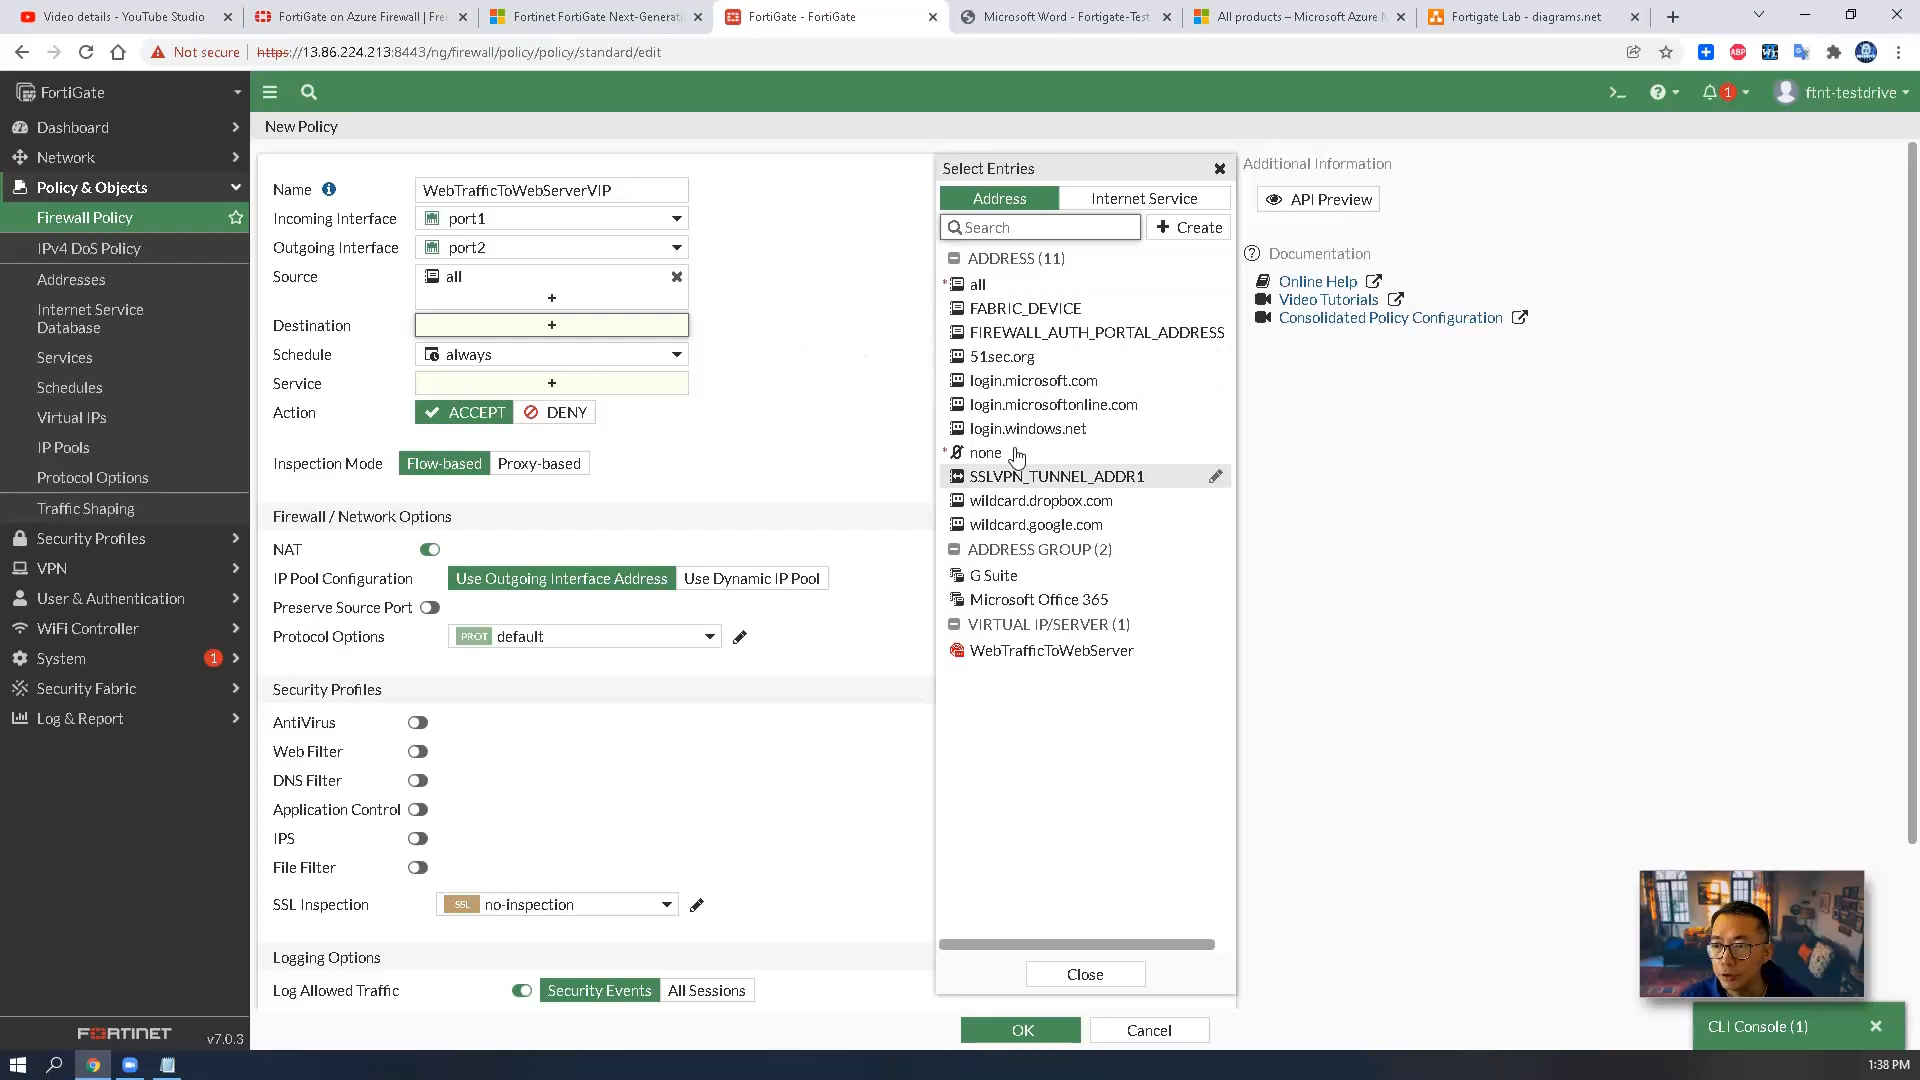 Video details - YouTube Studio
FortiGate on Azure Firewall | Fre
Fortinet FortiGate Next-Generati
FortiGate - FortiGate
Microsoft Word - Fortigate-Test
All products – Microsoft Azure M
Fortigate Lab - diagrams.net
Not secure
https://13.86.224.213:8443/ng/firewall/policy/policy/standard/edit
ABP
FortiGate
1
ftnt-testdrive
Dashboard
Network
Policy & Objects
Firewall Policy
IPv4 DoS Policy
Addresses
Internet Service
Database
Services
Schedules
Virtual IPs
IP Pools
Protocol Options
Traffic Shaping
Security Profiles
VPN
User & Authentication
WiFi Controller
System
1
Security Fabric
Log & Report
FORTINET
v7.0.3
New Policy
Name
WebTrafficToWebServerVIP
Incoming Interface
port1
Outgoing Interface
port2
Source
all
+
Destination
+
Schedule
always
Service
+
Action
ACCEPT
DENY
Inspection Mode
Flow-based
Proxy-based
Firewall / Network Options
NAT
IP Pool Configuration
Use Outgoing Interface Address
Use Dynamic IP Pool
Preserve Source Port
Protocol Options
PROT default
Security Profiles
AntiVirus
Web Filter
DNS Filter
Application Control
IPS
File Filter
SSL Inspection
SSL no-inspection
Logging Options
Log Allowed Traffic
Security Events
All Sessions
Select Entries
Address
Internet Service
Search
+ Create
ADDRESS (11)
* all
FABRIC_DEVICE
FIREWALL_AUTH_PORTAL_ADDRESS
51sec.org
login.microsoft.com
login.microsoftonline.com
login.windows.net
* none
SSLVPN_TUNNEL_ADDR1
wildcard.dropbox.com
wildcard.google.com
ADDRESS GROUP (2)
G Suite
Microsoft Office 365
VIRTUAL IP/SERVER (1)
WebTrafficToWebServer
Close
OK
Cancel
Additional Information
API Preview
Documentation
Online Help
Video Tutorials
Consolidated Policy Configuration
CLI Console (1)
1:38 PM